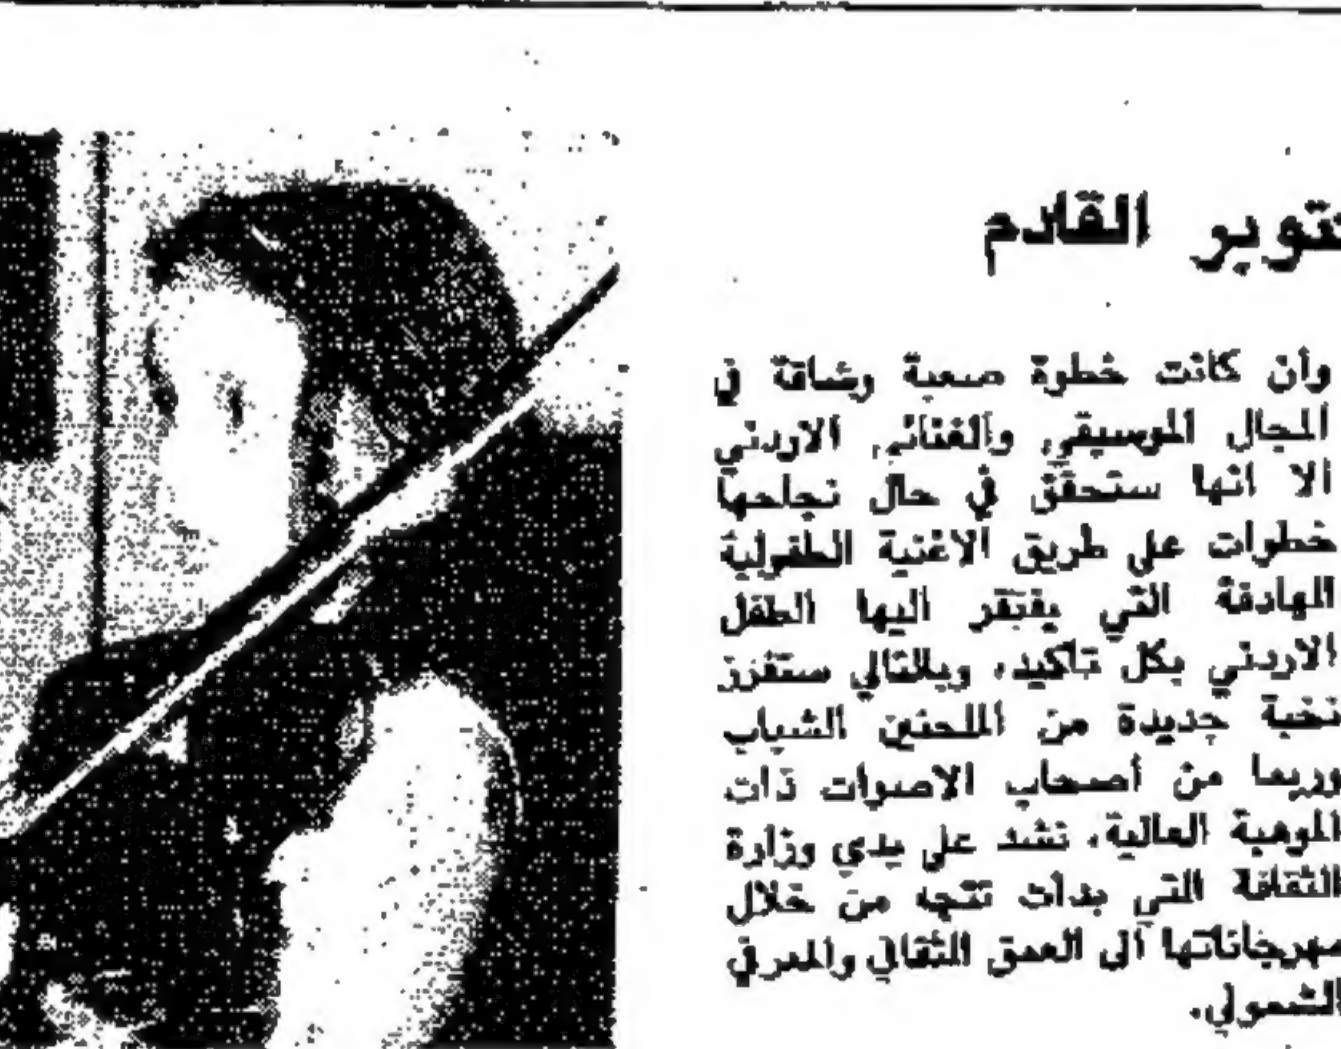 القادم
وأن كانت خطوة صعبة وشاقة في
المجال الموسيقي والغنائي الاردني
الا انها ستحقق في حال نجاحها
خطوات على طريق الاغنية الطفولية
الهادفة التي يفتقر اليها الطفل
الاردني بكل تاكيد، وبالتالي ستفرز
نخبة جديدة من الملحنين الشباب
وربما من أصحاب الاصوات ذات
الموهبة العالية، نشد على يدي وزارة
الثقافة التي بدأت تتجه من خلال
مهرجاناتها الى العمق الثقافي والمعرفي
الشمولي.